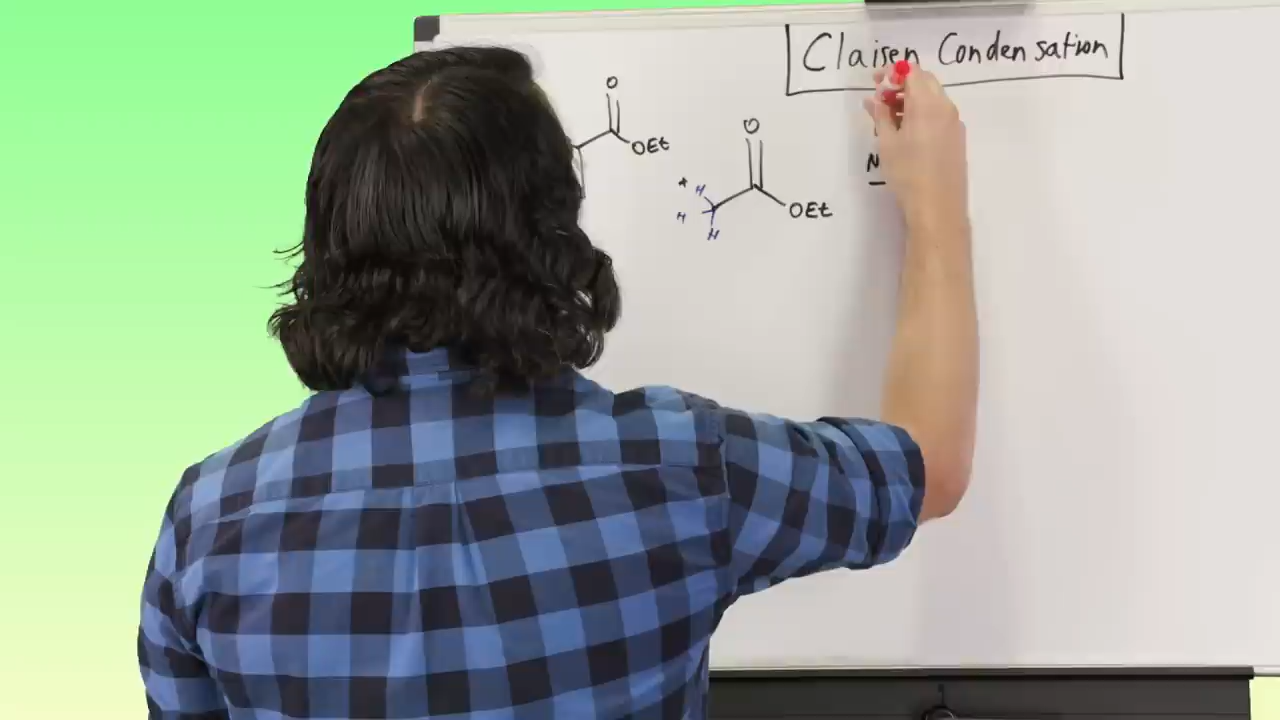 Claisen Condensation
O
OEt
O
* H
H
H
OEt
N